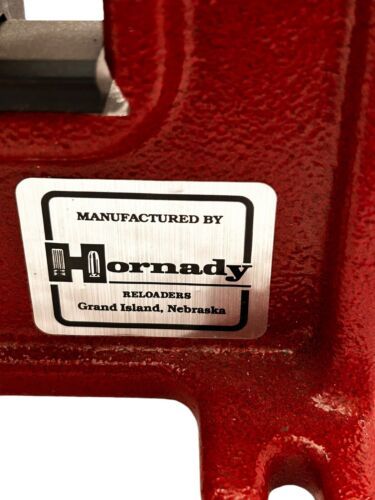 MANUFACTURED BY
Hornady
RELOADERS
Grand Island, Nebraska